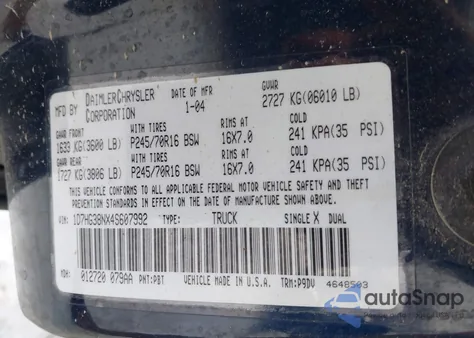 MFD BY DAIMLERCHRYSLER CORPORATION DATE OF MFR 1-04 GVWR 2727 KG(06010 LB)
GAWR FRONT WITH TIRES RIMS AT COLD
1633 KG(3600 LB) P245/70R16 BSW 16X7.0 241 KPA(35 PSI)
GAWR REAR WITH TIRES RIMS AT COLD
1727 KG(3806 LB) P245/70R16 BSW 16X7.0 241 KPA(35 PSI)
THIS VEHICLE CONFORMS TO ALL APPLICABLE FEDERAL MOTOR VEHICLE SAFETY AND THEFT
PREVENTION STANDARDS IN EFFECT ON THE DATE OF MANUFACTURE SHOWN ABOVE.
VIN: 1D7HG38NX4S607992 TYPE: TRUCK SINGLE X DUAL
MDH: 012720 079AA PNT:PBT VEHICLE MADE IN U.S.A. TRM:P9DV 4648503
autoSnap